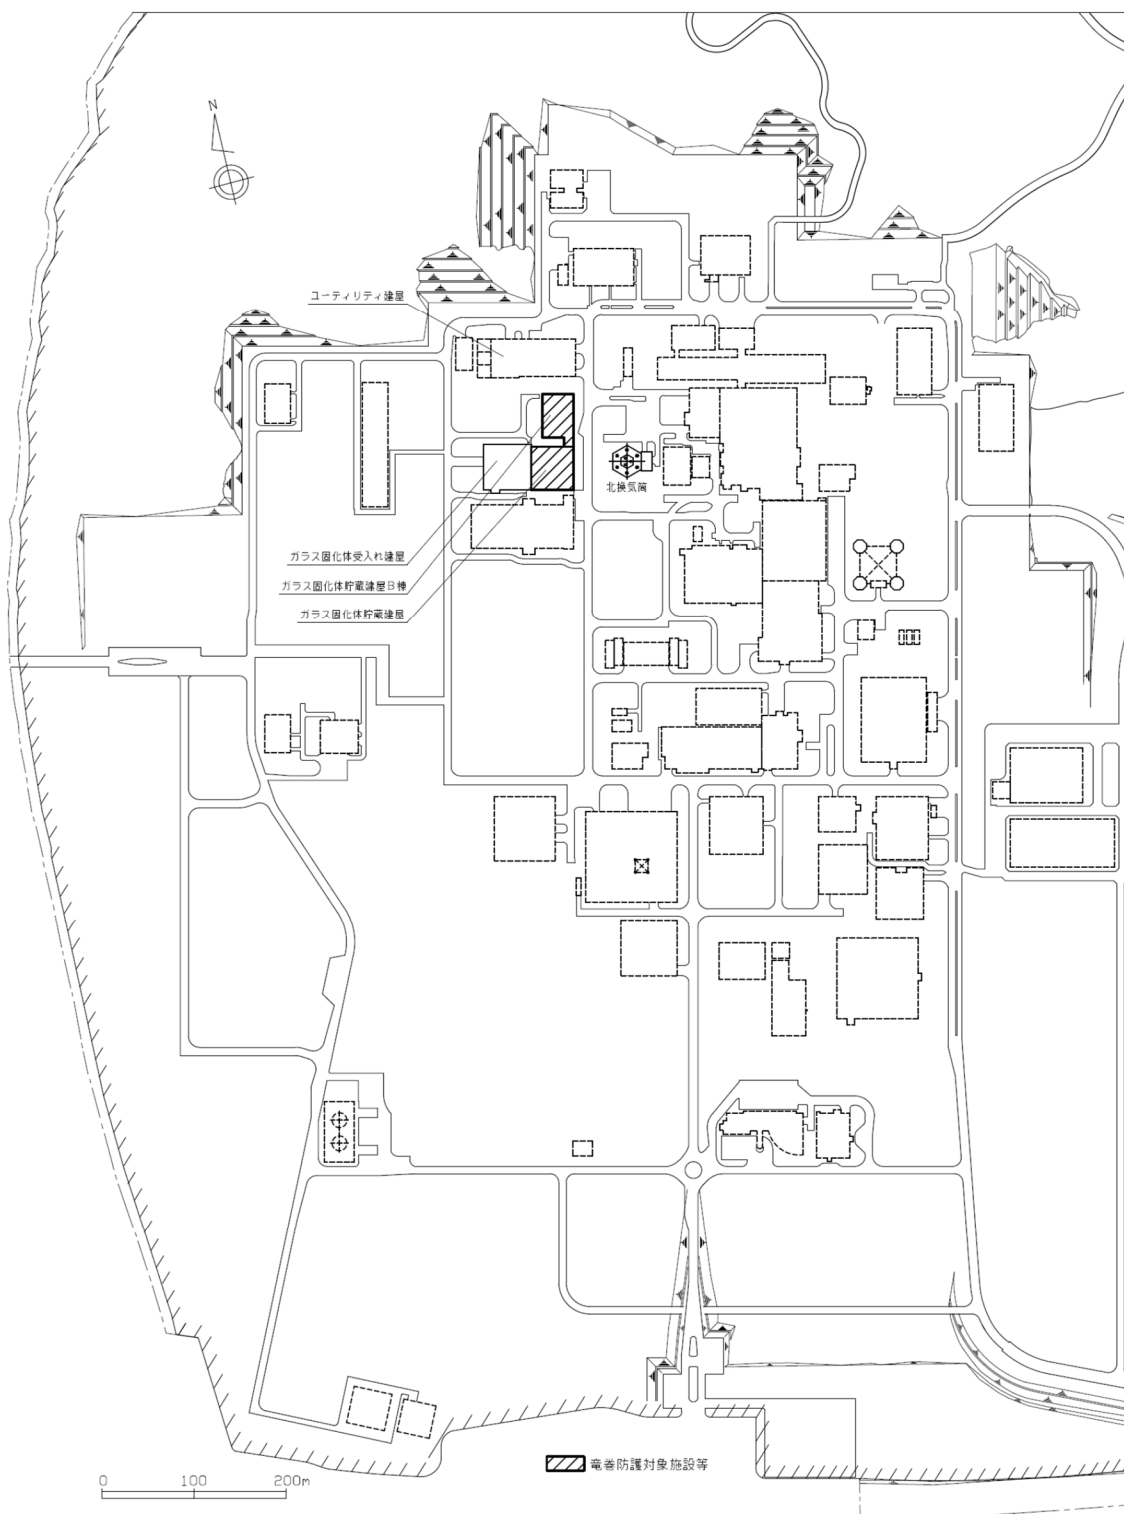 N
ユーティリティ建屋
北換気筒
ガラス固化体受入れ建屋
ガラス固化体貯蔵建屋B棟
ガラス固化体貯蔵建屋
竜巻防護対象施設等
0 100 200m